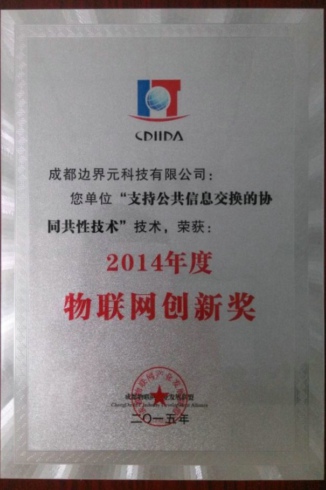 CDIIDA
成都边界元科技有限公司：
您单位“支持公共信息交换的协
同共性技术”技术，荣获：
2014年度
物联网创新奖
二〇一五年